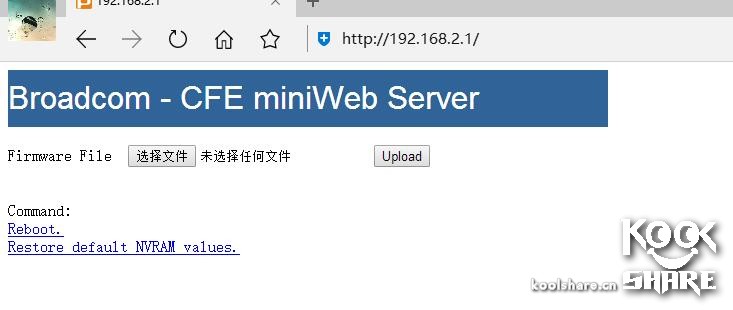 192.168.2.1
http://192.168.2.1/
Broadcom - CFE miniWeb Server
Firmware File 选择文件 未选择任何文件 Upload
Command:
Reboot.
Restore default NVRAM values.
KOOL
SHARE
koolshare.cn